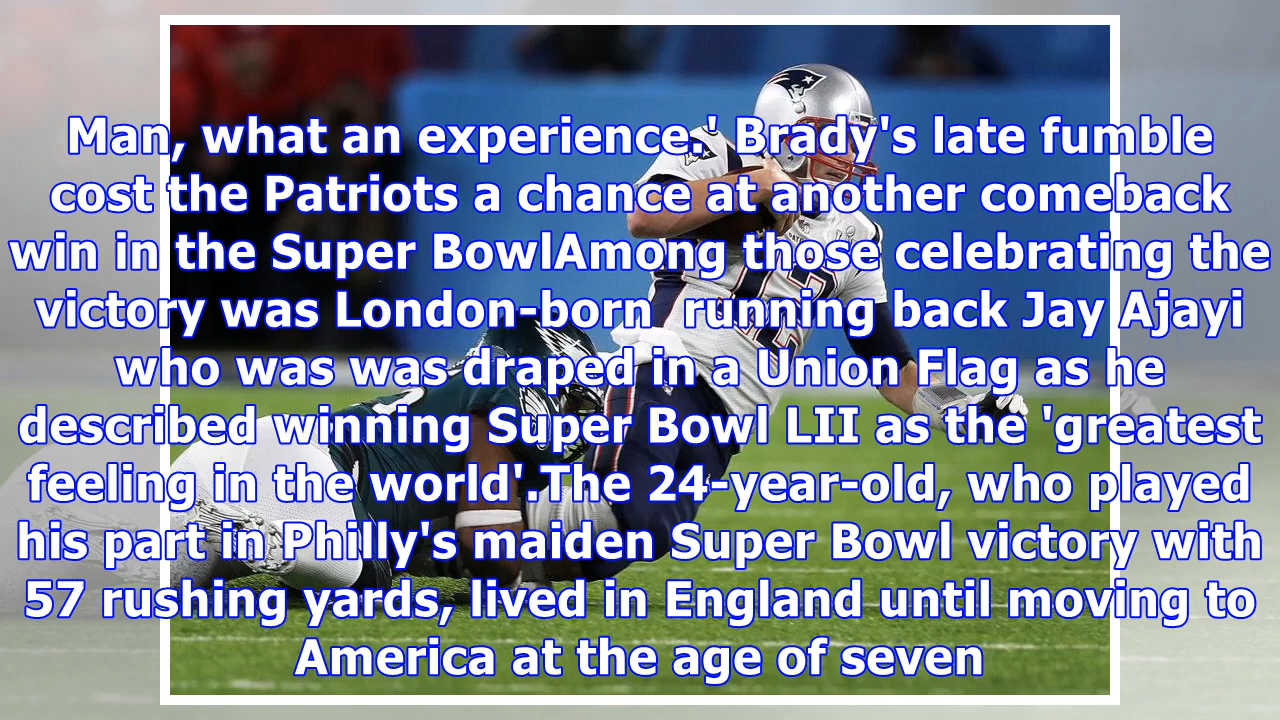 Man, what an experience.' Brady's late fumble
cost the Patriots a chance at another comeback
win in the Super BowlAmong those celebrating the
victory was London-born  running back Jay Ajayi
who was was draped in a Union Flag as he
described winning Super Bowl LII as the 'greatest
feeling in the world'.The 24-year-old, who played
his part in Philly's maiden Super Bowl victory with
57 rushing yards, lived in England until moving to
America at the age of seven